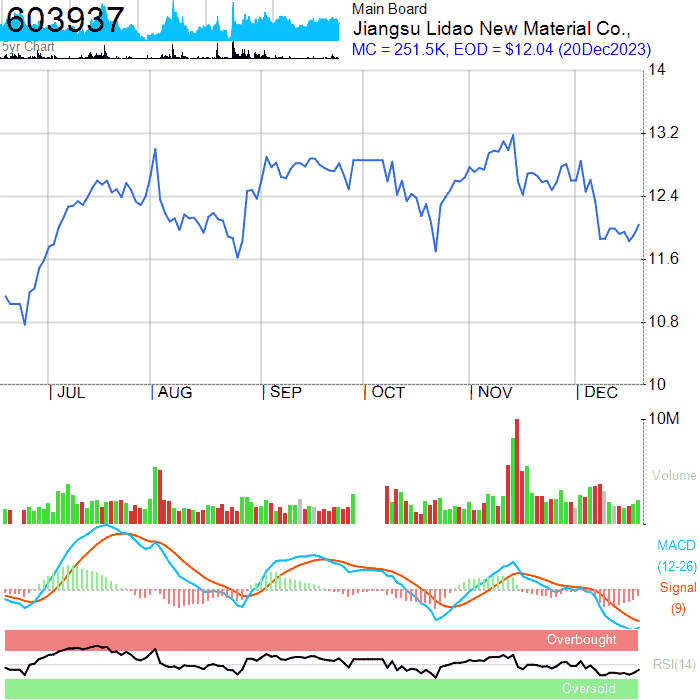 603937
Main Board
Jiangsu Lidao New Material Co.,
5yr Chart
MC = 251.5K, EOD = $12.04 (20Dec2023)
14
13.2
12.4
11.6
10.8
10
JUL
AUG
SEP
OCT
NOV
DEC
10M
Volume
MACD
(12-26)
Signal
(9)
Overbought
RSI(14)
Oversold